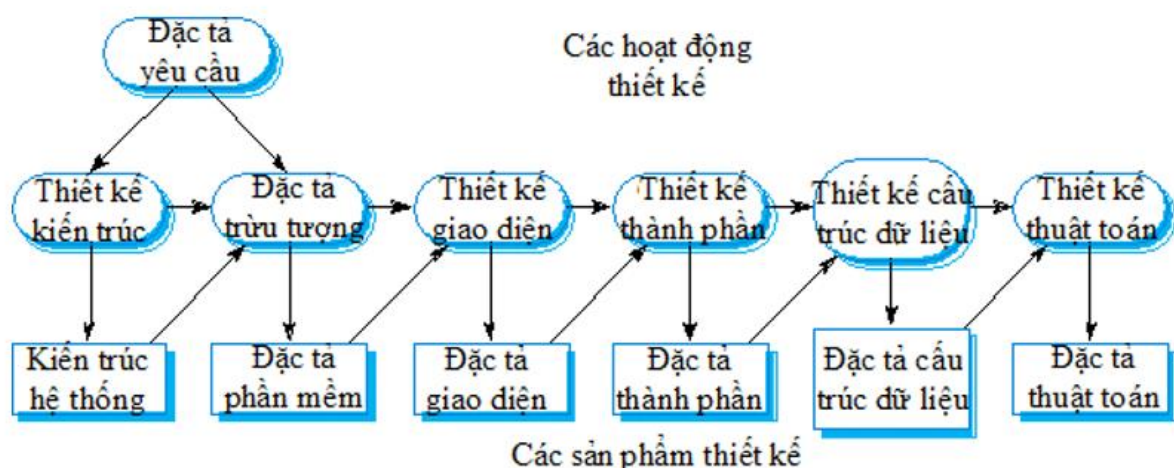 Đặc tả
yêu cầu
Các hoạt động
thiết kế
Thiết kế
kiến trúc
Đặc tả
trừu tượng
Thiết kế
giao diện
Thiết kế
thành phần
Thiết kế cấu
trúc dữ liệu
Thiết kế
thuật toán
Kiến trúc
hệ thống
Đặc tả
phần mềm
Đặc tả
giao diện
Đặc tả
thành phần
Đặc tả cấu
trúc dữ liệu
Đặc tả
thuật toán
Các sản phẩm thiết kế